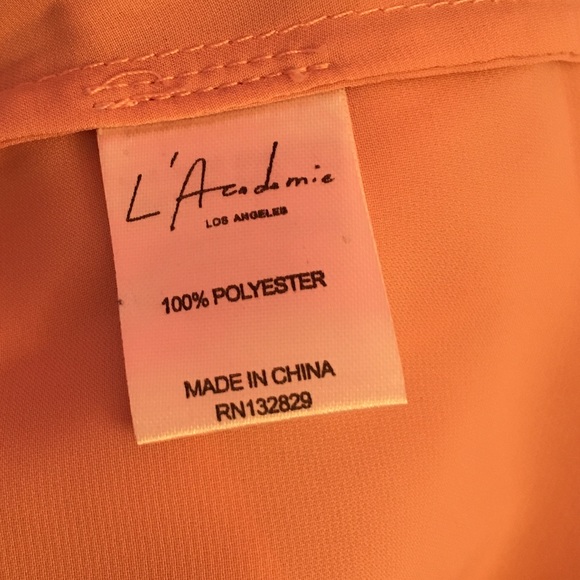 L'Academie
LOS ANGELES
100% POLYESTER
MADE IN CHINA
RN132829